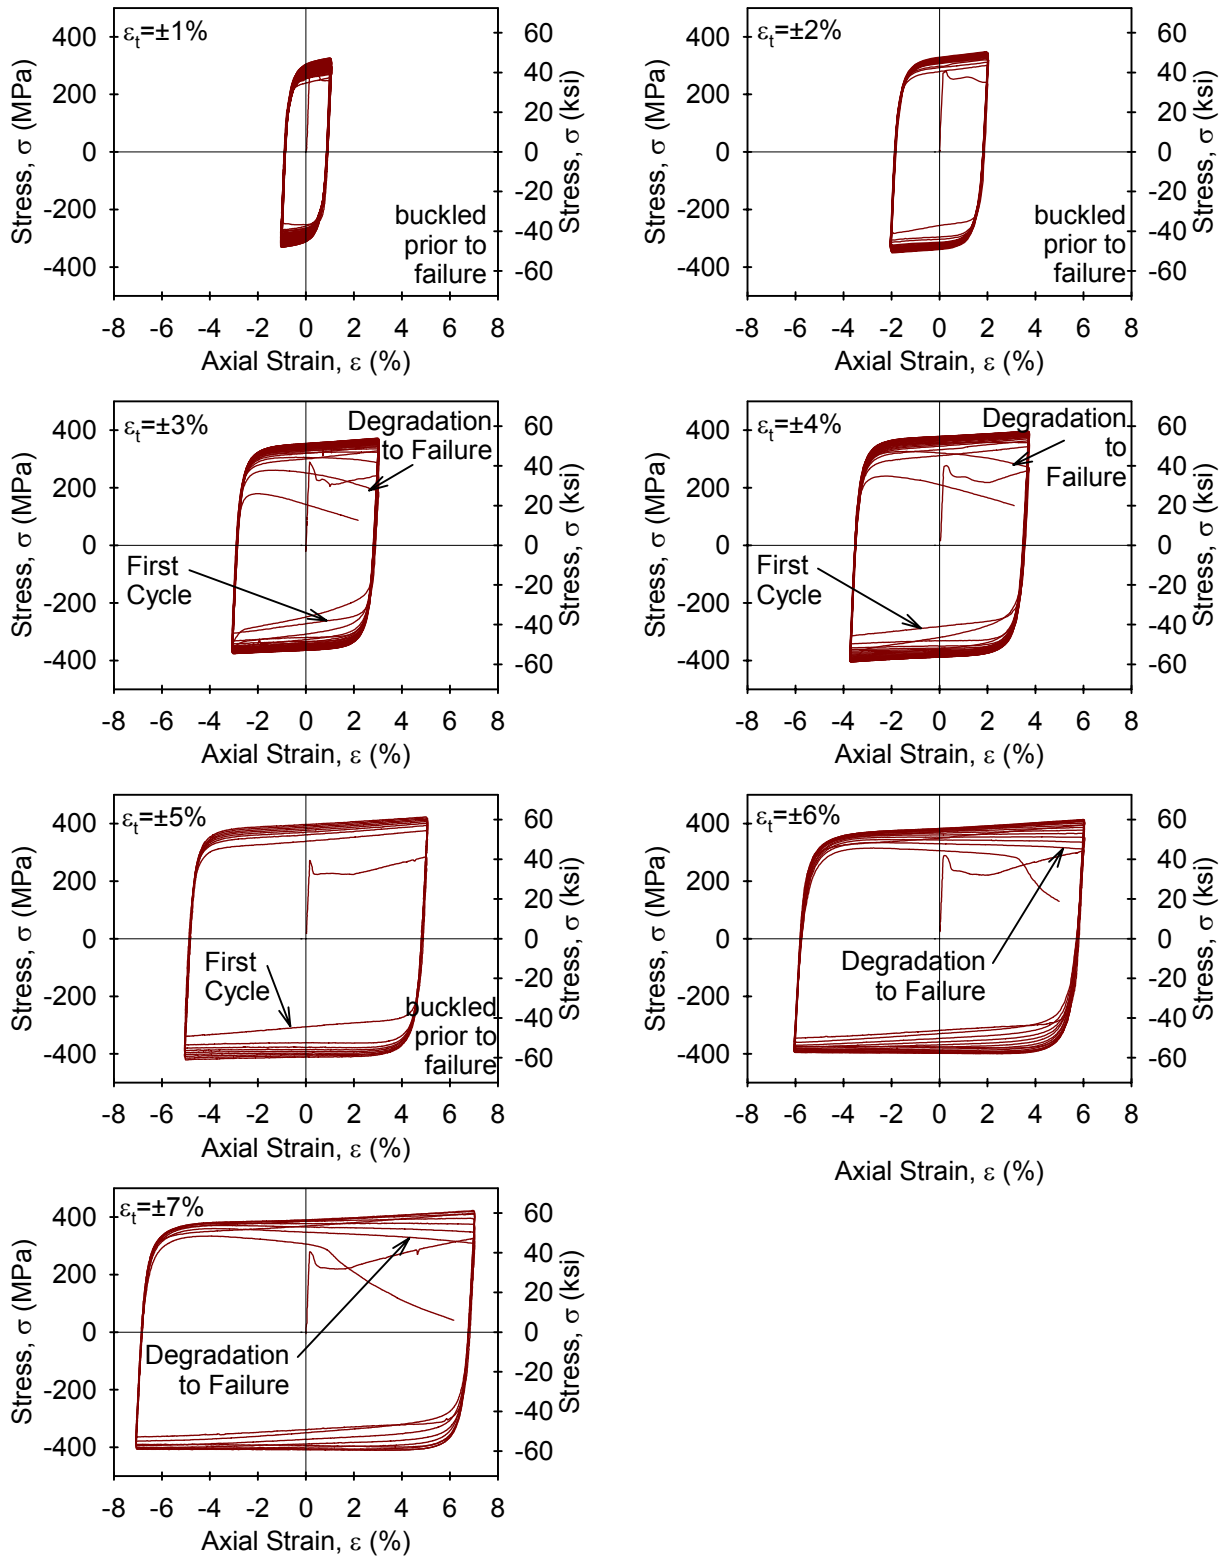 εt=±1%
Stress, σ (MPa)
400
200
0
-200
-400
60
40
20
0
-20
-40
-60
Stress, σ (ksi)
buckled
prior to
failure
-8 -6 -4 -2 0 2 4 6 8
Axial Strain, ε (%)
εt=±2%
Stress, σ (MPa)
400
200
0
-200
-400
60
40
20
0
-20
-40
-60
Stress, σ (ksi)
buckled
prior to
failure
-8 -6 -4 -2 0 2 4 6 8
Axial Strain, ε (%)
εt=±3%
Stress, σ (MPa)
400
200
0
-200
-400
60
40
20
0
-20
-40
-60
Stress, σ (ksi)
Degradation
to Failure
First
Cycle
-8 -6 -4 -2 0 2 4 6 8
Axial Strain, ε (%)
εt=±4%
Stress, σ (MPa)
400
200
0
-200
-400
60
40
20
0
-20
-40
-60
Stress, σ (ksi)
Degradation
to
Failure
First
Cycle
-8 -6 -4 -2 0 2 4 6 8
Axial Strain, ε (%)
εt=±5%
Stress, σ (MPa)
400
200
0
-200
-400
60
40
20
0
-20
-40
-60
Stress, σ (ksi)
First
Cycle
buckled
prior to
failure
-8 -6 -4 -2 0 2 4 6 8
Axial Strain, ε (%)
εt=±6%
Stress, σ (MPa)
400
200
0
-200
-400
60
40
20
0
-20
-40
-60
Stress, σ (ksi)
Degradation
to Failure
-8 -6 -4 -2 0 2 4 6 8
Axial Strain, ε (%)
εt=±7%
Stress, σ (MPa)
400
200
0
-200
-400
60
40
20
0
-20
-40
-60
Stress, σ (ksi)
Degradation
to Failure
-8 -6 -4 -2 0 2 4 6 8
Axial Strain, ε (%)